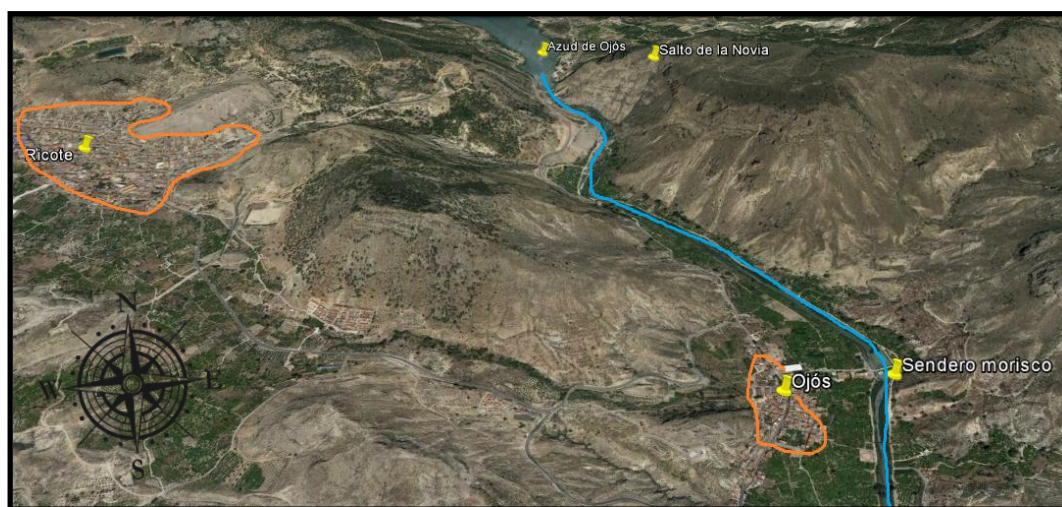 Azud de Ojós
Salto de la Novia
Ricote
N
W
E
S
Sendero morisco
Ojós